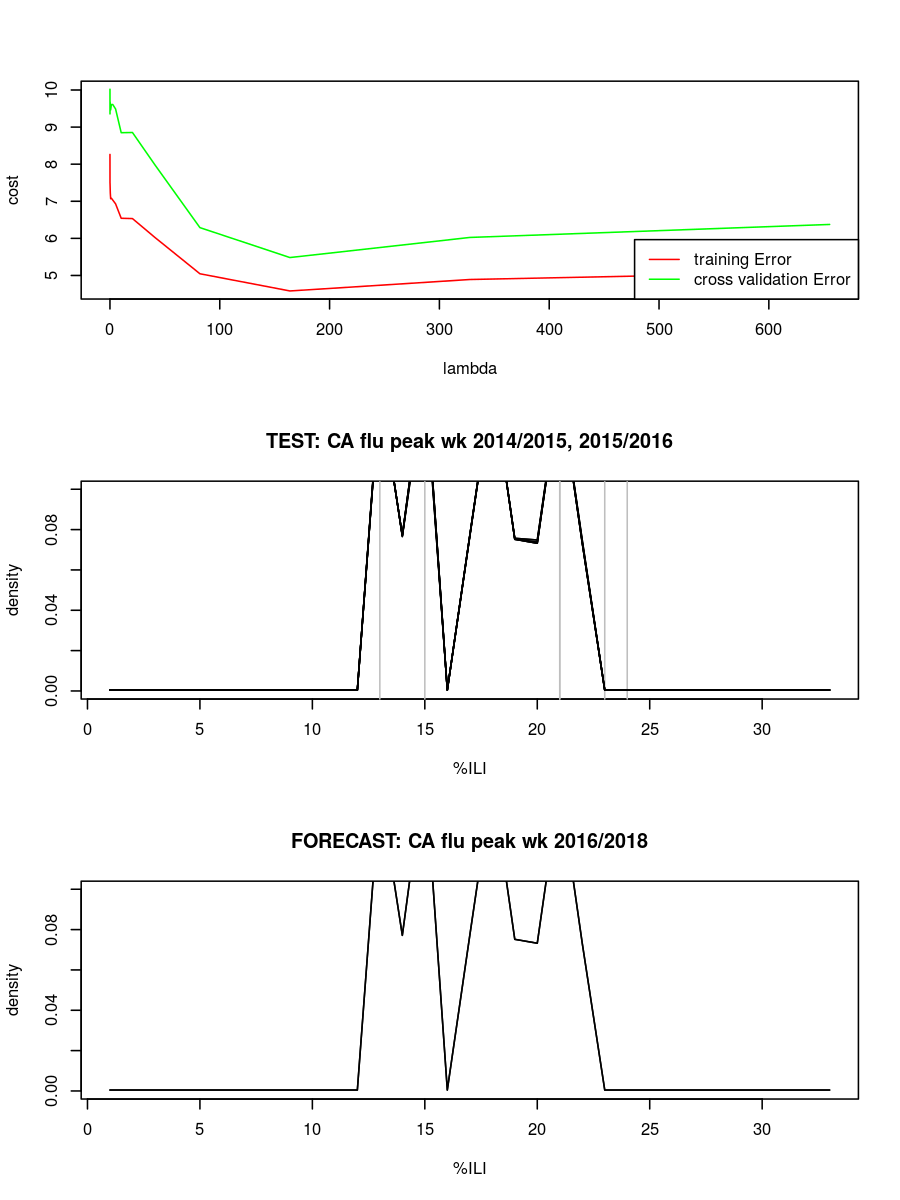 10
9
8
7
6
5
cost
training Error
cross validation Error
0 100 200 300 400 500 600
lambda
TEST: CA flu peak wk 2014/2015, 2015/2016
0.08
0.04
0.00
density
0 5 10 15 20 25 30
%ILI
FORECAST: CA flu peak wk 2016/2018
0.08
0.04
0.00
density
0 5 10 15 20 25 30
%ILI